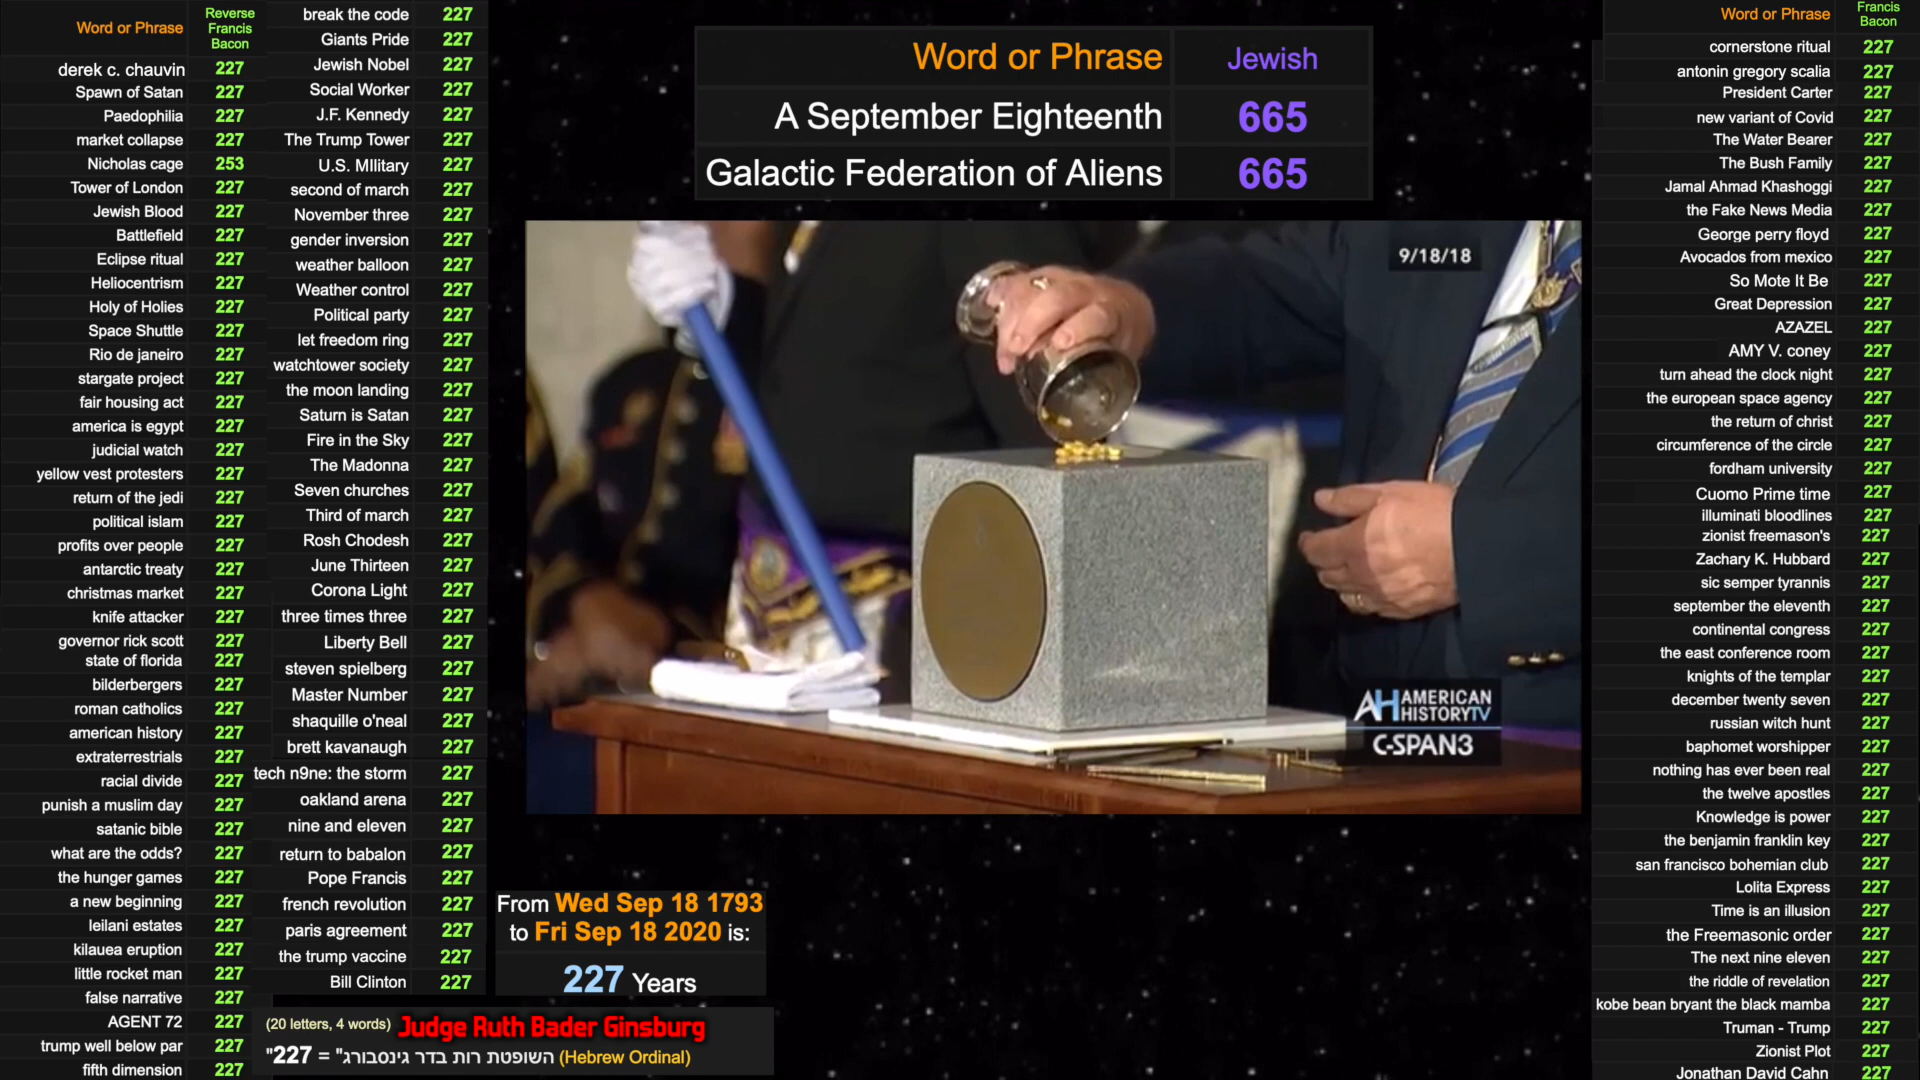 Word or Phrase
Reverse
Francis
Bacon
derek c. chauvin 227
Spawn of Satan 227
Paedophilia 227
market collapse 227
Nicholas cage 253
Tower of London 227
Jewish Blood 227
Battlefield 227
Eclipse ritual 227
Heliocentrism 227
Holy of Holies 227
Space Shuttle 227
Rio de janeiro 227
stargate project 227
fair housing act 227
america is egypt 227
judicial watch 227
yellow vest protesters 227
return of the jedi 227
political islam 227
profits over people 227
antarctic treaty 227
christmas market 227
knife attacker 227
governor rick scott 227
state of florida 227
bilderbergers 227
roman catholics 227
american history 227
extraterrestrials 227
racial divide 227
punish a muslim day 227
satanic bible 227
what are the odds? 227
the hunger games 227
a new beginning 227
leilani estates 227
kilauea eruption 227
little rocket man 227
false narrative 227
AGENT 72 227
trump well below par 227
fifth dimension 227
break the code 227
Giants Pride 227
Jewish Nobel 227
Social Worker 227
J.F. Kennedy 227
The Trump Tower 227
U.S. MIlitary 227
second of march 227
November three 227
gender inversion 227
weather balloon 227
Weather control 227
Political party 227
let freedom ring 227
watchtower society 227
the moon landing 227
Saturn is Satan 227
Fire in the Sky 227
The Madonna 227
Seven churches 227
Third of march 227
Rosh Chodesh 227
June Thirteen 227
Corona Light 227
three times three 227
Liberty Bell 227
steven spielberg 227
Master Number 227
shaquille o'neal 227
brett kavanaugh 227
tech n9ne: the storm 227
oakland arena 227
nine and eleven 227
return to babalon 227
Pope Francis 227
french revolution 227
paris agreement 227
the trump vaccine 227
Bill Clinton 227
Word or Phrase Jewish
A September Eighteenth 665
Galactic Federation of Aliens 665
9/18/18
AH AMERICAN
HISTORYTV
C-SPAN3
From Wed Sep 18 1793
to Fri Sep 18 2020 is:
227 Years
(20 letters, 4 words) Judge Ruth Bader Ginsburg
"השופטת רות בדר גינסבורג" = "227 (Hebrew Ordinal)
Word or Phrase
Francis
Bacon
cornerstone ritual 227
antonin gregory scalia 227
President Carter 227
new variant of Covid 227
The Water Bearer 227
The Bush Family 227
Jamal Ahmad Khashoggi 227
the Fake News Media 227
George perry floyd 227
Avocados from mexico 227
So Mote It Be 227
Great Depression 227
AZAZEL 227
AMY V. coney 227
turn ahead the clock night 227
the european space agency 227
the return of christ 227
circumference of the circle 227
fordham university 227
Cuomo Prime time 227
illuminati bloodlines 227
zionist freemason's 227
Zachary K. Hubbard 227
sic semper tyrannis 227
september the eleventh 227
continental congress 227
the east conference room 227
knights of the templar 227
december twenty seven 227
russian witch hunt 227
baphomet worshipper 227
nothing has ever been real 227
the twelve apostles 227
Knowledge is power 227
the benjamin franklin key 227
san francisco bohemian club 227
Lolita Express 227
Time is an illusion 227
the Freemasonic order 227
The next nine eleven 227
the riddle of revelation 227
kobe bean bryant the black mamba 227
Truman - Trump 227
Zionist Plot 227
Jonathan David Cahn 227